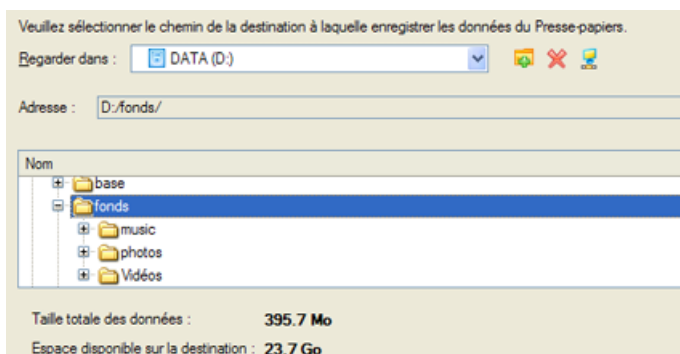 Veuillez sélectionner le chemin de la destination à laquelle enregistrer les données du Presse-papiers.
Regarder dans : DATA (D:)
Adresse : D:/fonds/
Nom
base
fonds
music
photos
Vidéos
Taille totale des données : 395.7 Mo
Espace disponible sur la destination : 23.7 Go